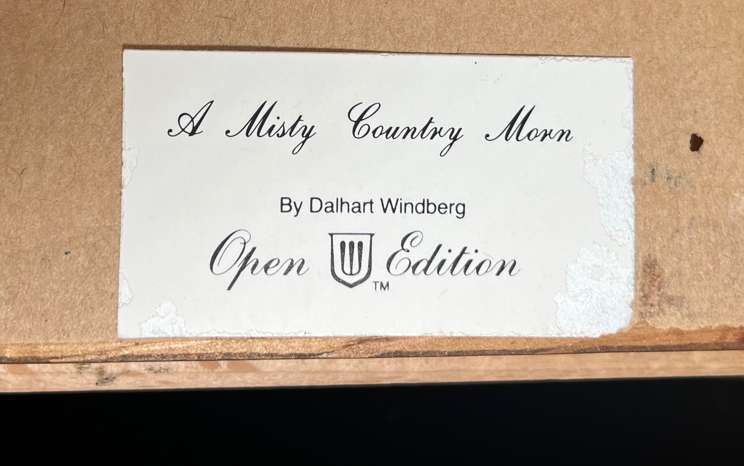 A Misty Country Morn
By Dalhart Windberg
Open Edition
TM